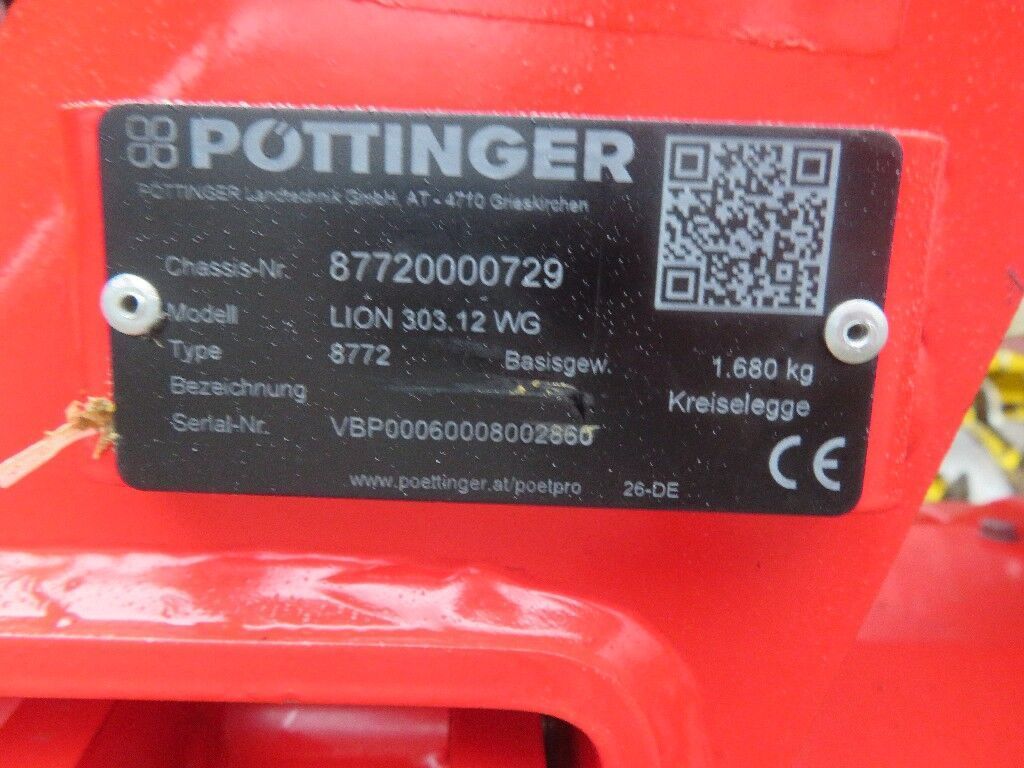 PÖTTINGER
PÖTTINGER Landtechnik GmbH, AT - 4710 Grieskirchen
Chassis-Nr. 87720000729
Modell LION 303.12 WG
Type 8772 Basisgew. 1.680 kg
Bezeichnung Kreiselegge
Serial-Nr. VBP00060008002860
www.poettinger.at/poetpro 26-DE
CE